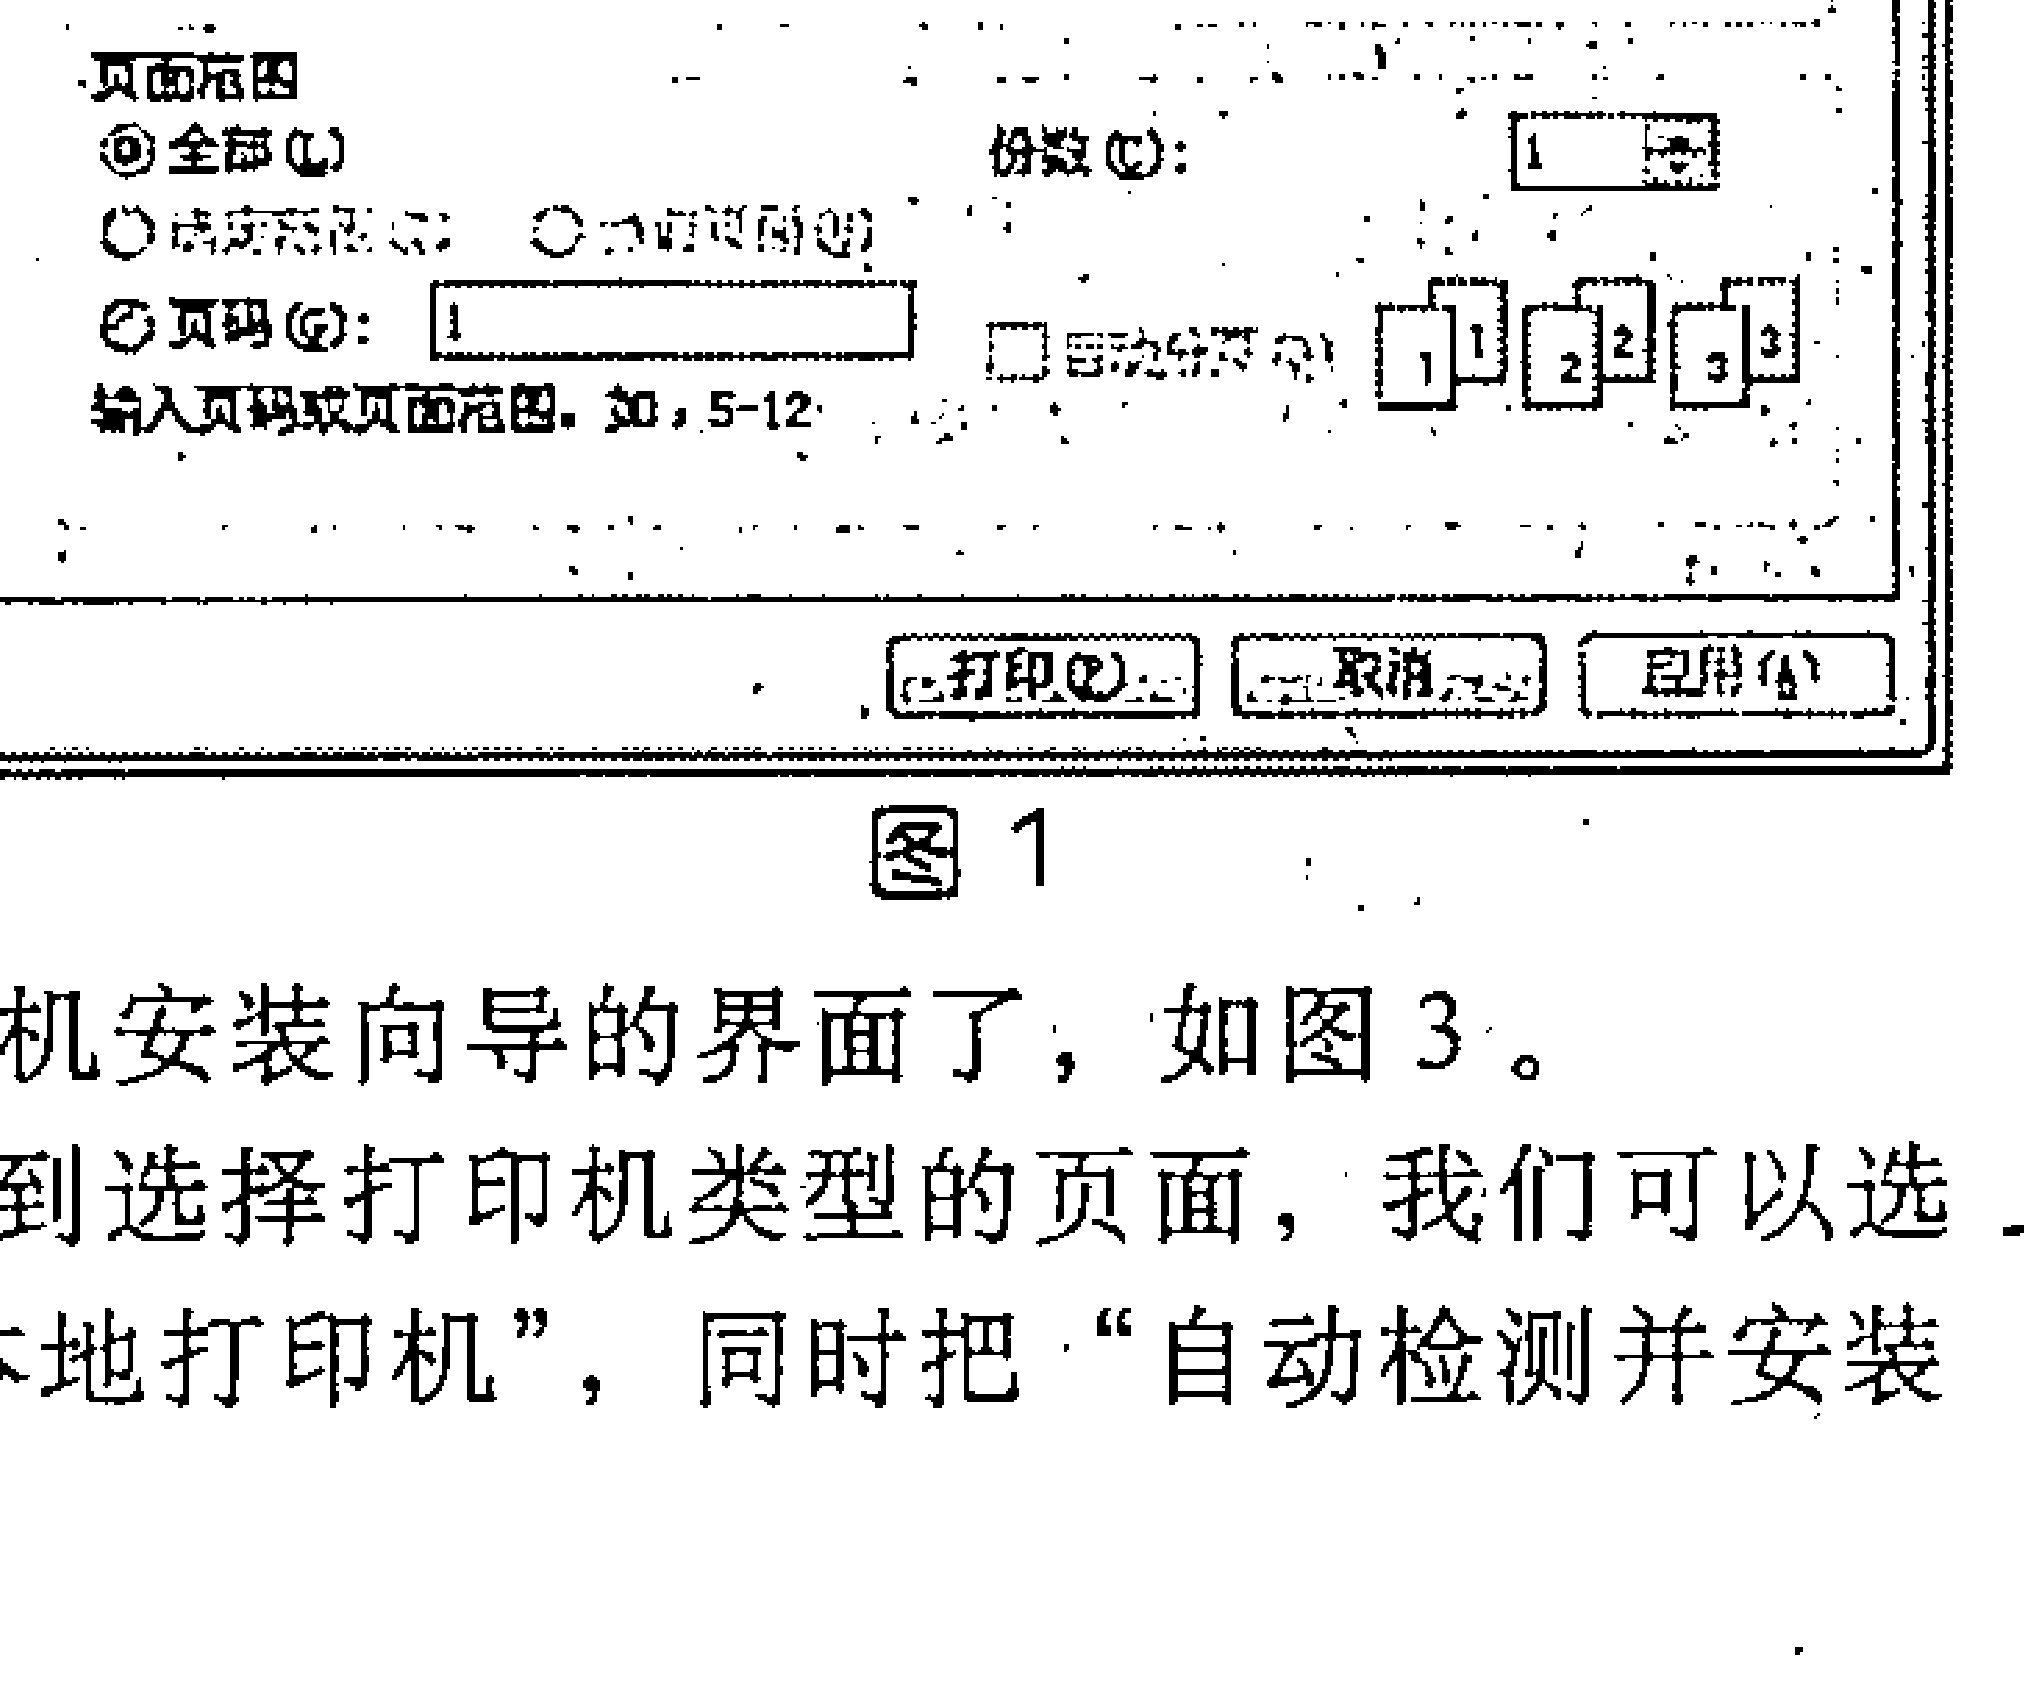 页面范围
全部(L)
份数(C): 1
页码(G): 1
1 1 2 2 3 3
输入页码或页面范围。如，5-12
打印(P) 取消 应用(A)
图 1
机安装向导的界面了，如图 3 。
到选择打印机类型的页面，我们可以选
地打印机”，同时把 “自动检测并安装